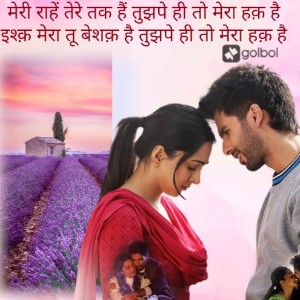 मेरी राहें तेरे तक हैं तुझपे ही तो मेरा हक़ है
इश्क़ मेरा तू बेशक़ है तुझपे ही तो मेरा हक़ है
golbol